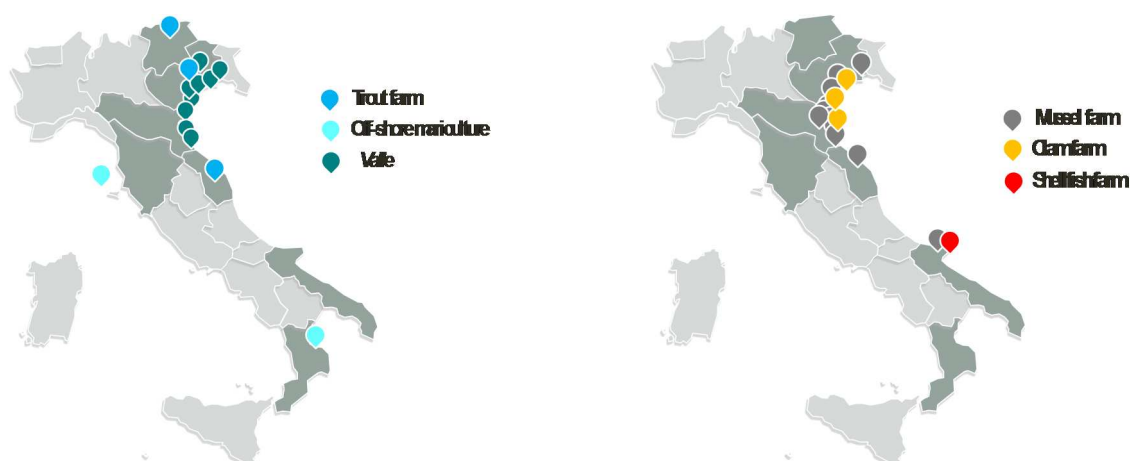 Trout farm
Off-shore mariculture
Valle
Mussel farm
Clam farm
Shellfish farm